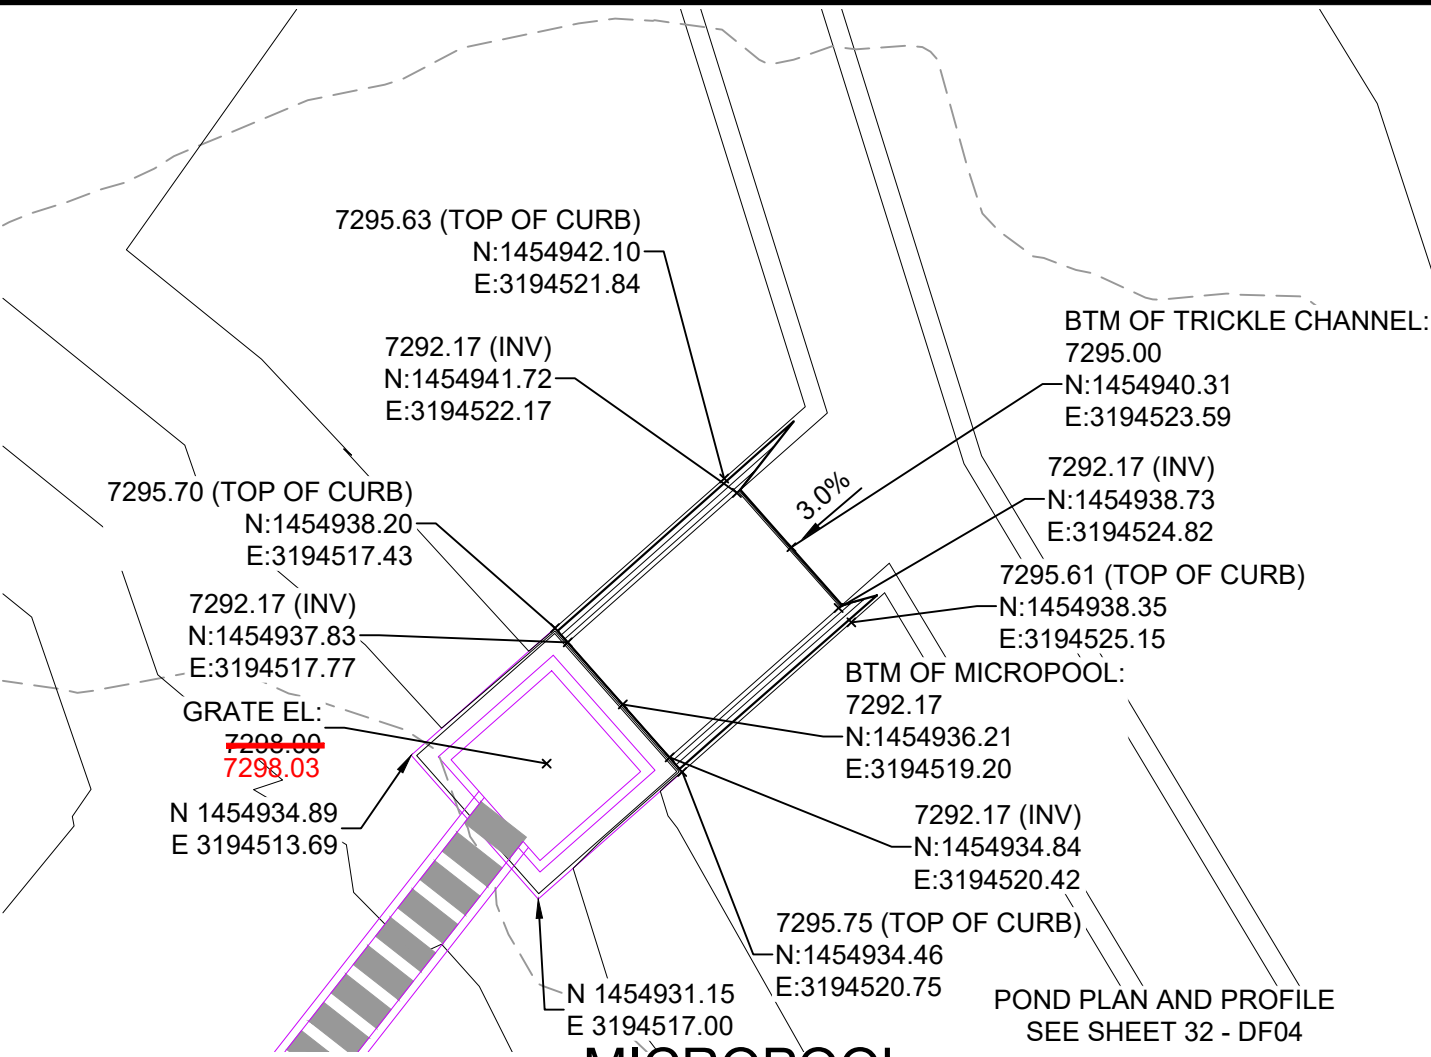 7295.63 (TOP OF CURB)
N:1454942.10
E:3194521.84
7292.17 (INV)
N:1454941.72
E:3194522.17
BTM OF TRICKLE CHANNEL:
7295.00
N:1454940.31
E:3194523.59
3.0%
7292.17 (INV)
N:1454938.73
E:3194524.82
7295.70 (TOP OF CURB)
N:1454938.20
E:3194517.43
7295.61 (TOP OF CURB)
N:1454938.35
E:3194525.15
7292.17 (INV)
N:1454937.83
E:3194517.77
BTM OF MICROPOOL:
7292.17
N:1454936.21
E:3194519.20
GRATE EL:
7298.00
7298.03
N 1454934.89
E 3194513.69
7292.17 (INV)
N:1454934.84
E:3194520.42
7295.75 (TOP OF CURB)
N:1454934.46
E:3194520.75
N 1454931.15
E 3194517.00
POND PLAN AND PROFILE
SEE SHEET 32 - DF04
MICROPOOL